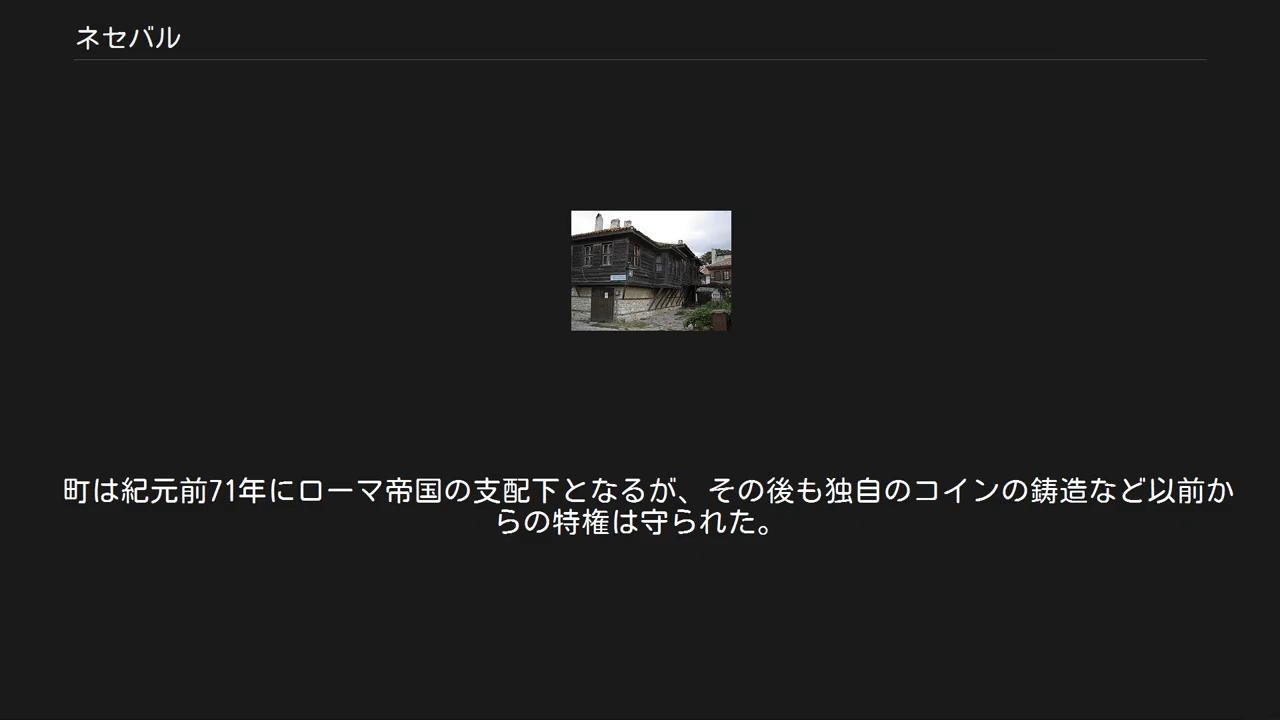 ネセバル
町は紀元前71年にローマ帝国の支配下となるが、その後も独自のコインの鋳造など以前か
らの特権は守られた。